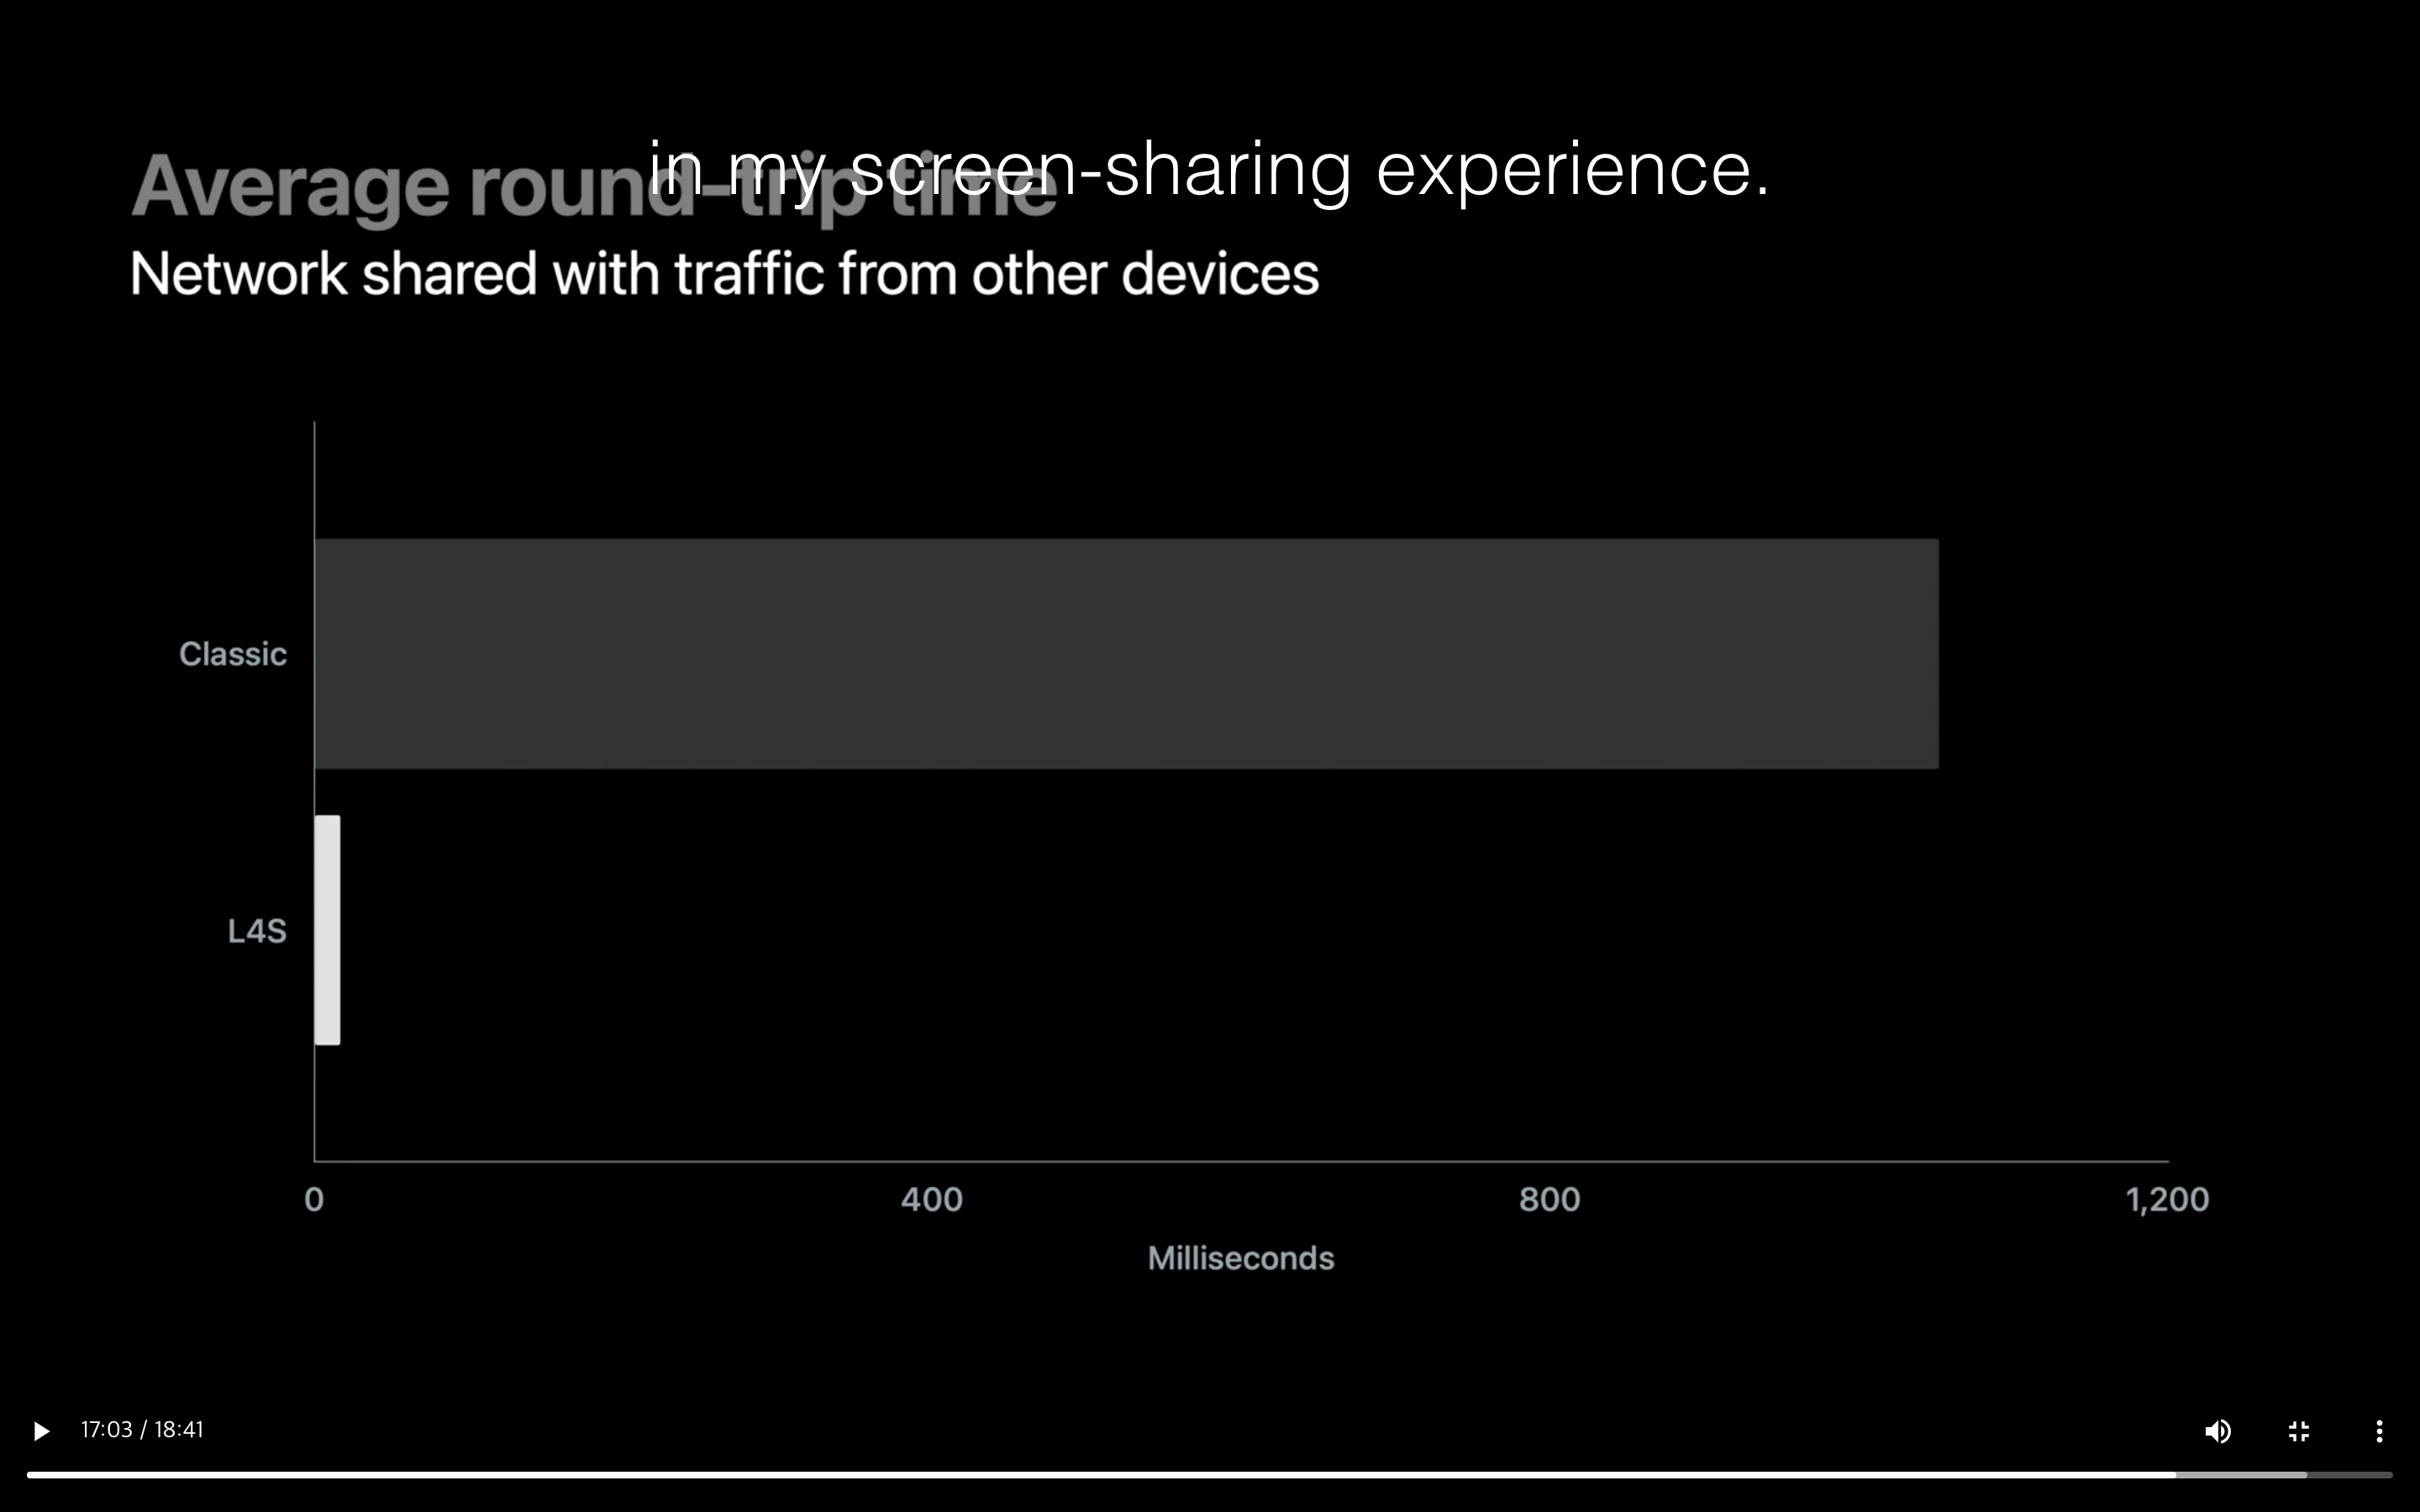 in my screen-sharing experience.
Average round-trip time
Network shared with traffic from other devices
Classic
L4S
0 400 800 1,200
Milliseconds
17:03 / 18:41